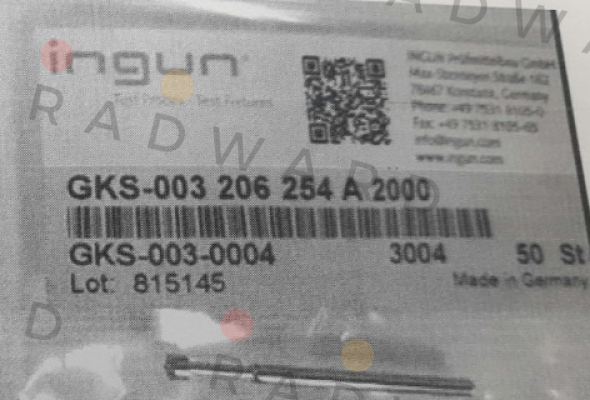 ingun
Test Probes Test Fixtures
INGUN Prüfmittelbau GmbH
Max-Stromeyer-Straße 162
78467 Konstanz, Germany
Phone: +49 7531 8105-0
Fax: +49 7531 8105-65
info@ingun.com
www.ingun.com
GKS-003 206 254 A 2000
GKS-003-0004 3004 50 St
Lot: 815145 Made in Germany
RADWARD